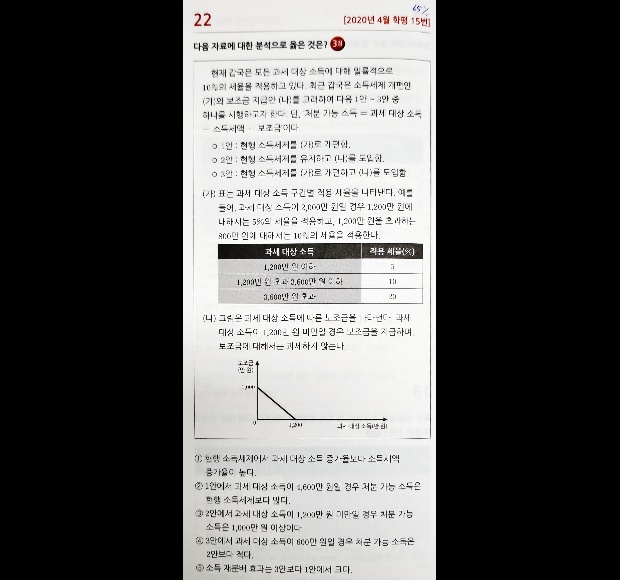 65%
22
[2020년 4월 학평 15번]
다음 자료에 대한 분석으로 옳은 것은? 3점
현재 갑국은 모든 과세 대상 소득에 대해 일률적으로
10%의 세율을 적용하고 있다. 최근 갑국은 소득세제 개편안
(가)와 보조금 지급안 (나)를 고려하여 다음 1안 ~ 3안 중
하나를 시행하고자 한다. 단, '처분 가능 소득 = 과세 대상 소득
- 소득세액 보조금'이다.
o 1안 : 현행 소득세제를 (가)로 개편함.
o 2안 : 현행 소득세제를 유지하고 (나)를 도입함.
o 3안 : 현행 소득세제를 (가)로 개편하고 (나)를 도입함.
(가) 표는 과세 대상 소득 구간별 적용 세율을 나타낸다. 예를
들어, 과세 대상 소득이 2,000만 원일 경우 1,200만 원에
대해서는 5%의 세율을 적용하고, 1,200만 원을 초과하는
800만 원에 대해서는 10%의 세율을 적용한다.
과세 대상 소득 적용 세율(%)
1,200만 원 이하 5
1,200만 원 초과 3,600만 원 이하 10
3,600만 원 초과 20
(나) 그림은 과세 대상 소득에 따른 보조금을 나타낸다. 과세
대상 소득이 1,200만 원 미만일 경우 보조금을 지급하며,
보조금에 대해서는 과세하지 않는다.
보조금
(만 원)
1,000
0 1,200 과세 대상 소득(만 원)
① 현행 소득세제에서 과세 대상 소득 증가율보다 소득세액
증가율이 높다.
② 1안에서 과세 대상 소득이 4,600만 원일 경우 처분 가능 소득은
현행 소득세제보다 많다.
③ 2안에서 과세 대상 소득이 1,200만 원 미만일 경우 처분 가능
소득은 1,000만 원 이상이다.
④ 3안에서 과세 대상 소득이 600만 원일 경우 처분 가능 소득은
2안보다 적다.
⑤ 소득 재분배 효과는 3안보다 1안에서 크다.